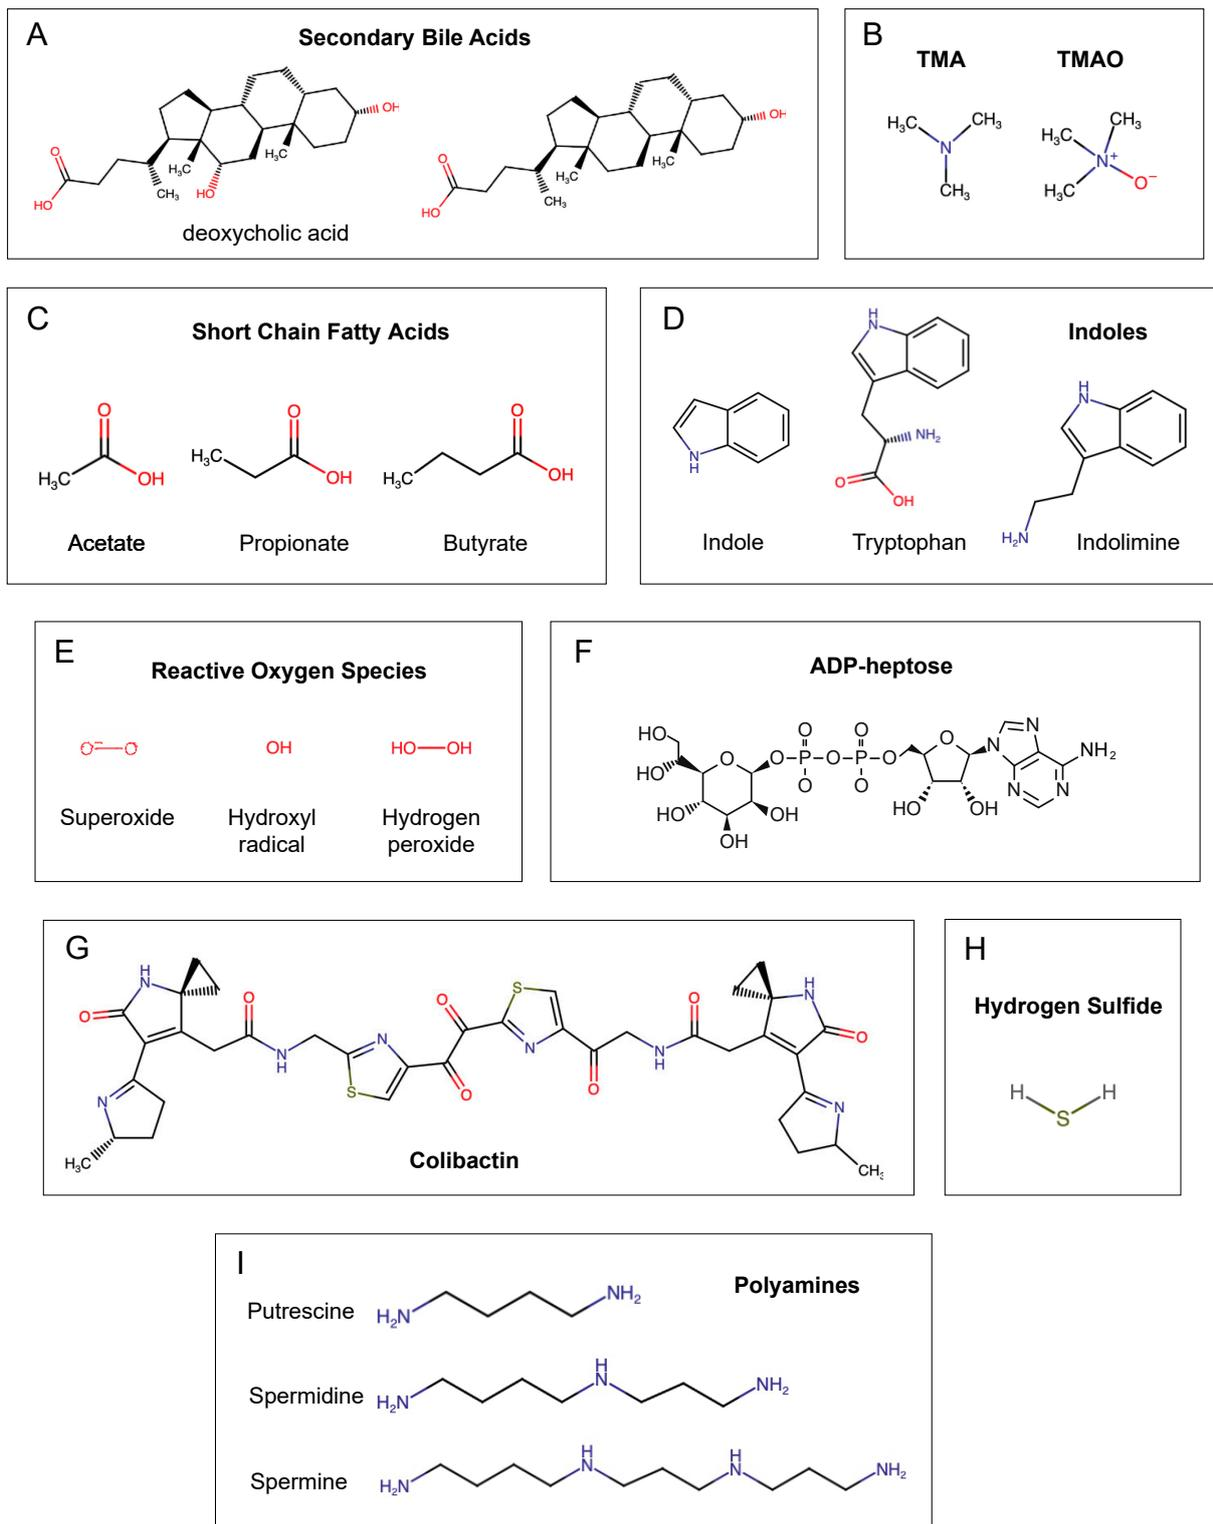 A
Secondary Bile Acids
OH
O
HO
H₃C
CH₃
HO
H₃C
deoxycholic acid
OH
O
HO
H₃C
CH₃
H₃C
B
TMA
TMAO
H₃C
CH₃
N
CH₃
H₃C
CH₃
N⁺
H₃C
O⁻
C
Short Chain Fatty Acids
O
H₃C
OH
O
H₃C
OH
O
H₃C
OH
Acetate
Propionate
Butyrate
D
Indoles
N
H
H
N
NH₂
O
OH
H
N
H₂N
Indole
Tryptophan
Indolimine
E
Reactive Oxygen Species
O⁻
O
OH
HO
OH
Superoxide
Hydroxyl
radical
Hydrogen
peroxide
F
ADP-heptose
HO
HO
HO
OH
OH
O
O
P
O
O
O
P
O
O
O
O
HO
OH
N
N
N
N
NH₂
G
H
N
O
O
N
H
N
S
O
O
S
N
O
N
H
O
NH
O
N
H₃C
N
CH₃
Colibactin
H
Hydrogen Sulfide
H
S
H
I
Polyamines
Putrescine
H₂N
NH₂
Spermidine
H₂N
H
N
NH₂
Spermine
H₂N
H
N
H
N
NH₂